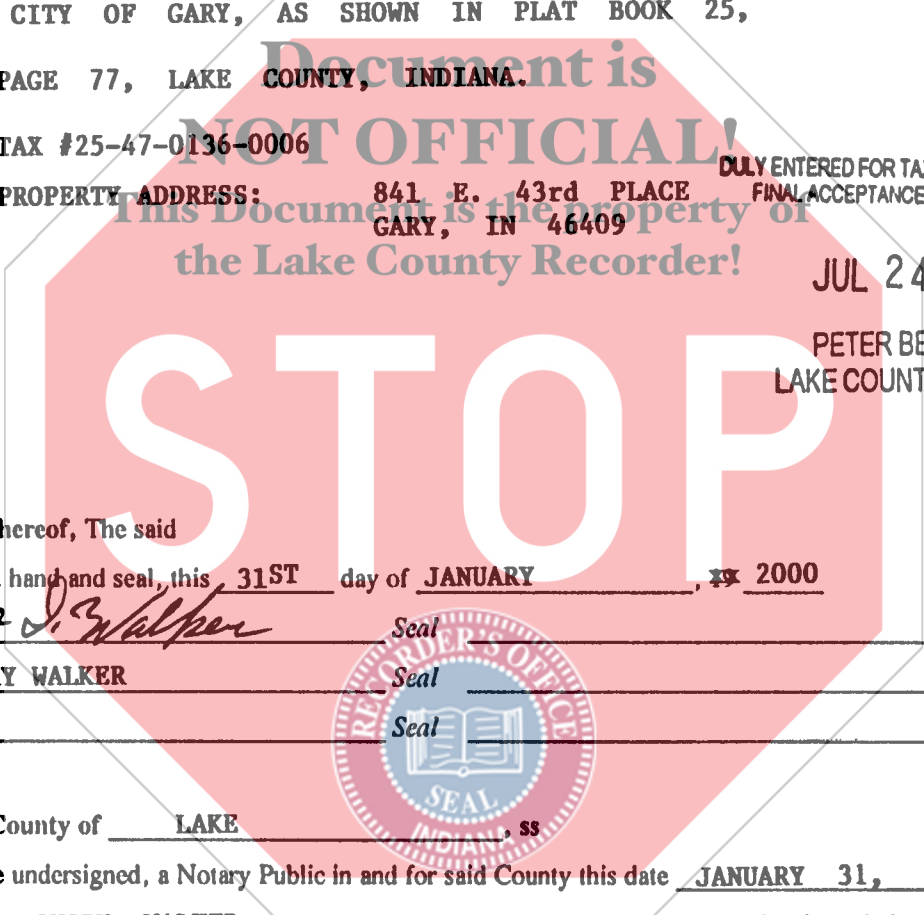 CITY OF GARY, AS SHOWN IN PLAT BOOK 25,
Document is
PAGE 77, LAKE COUNTY, INDIANA.
NOT OFFICIAL!
TAX #25-47-0136-0006
DULY ENTERED FOR TAX
FINAL ACCEPTANCE
PROPERTY ADDRESS: 841 E. 43rd PLACE
This Document is the property of
GARY, IN 46409
the Lake County Recorder!
JUL 24
PETER BE
LAKE COUNT
STOP
hereof, The said
hand and seal, this 31ST day of JANUARY, 19 2000
Walker Seal
Y WALKER Seal
Seal
RECORDER'S OFFICE
SEAL
INDIANA
County of LAKE, ss
undersigned, a Notary Public in and for said County this date JANUARY 31,